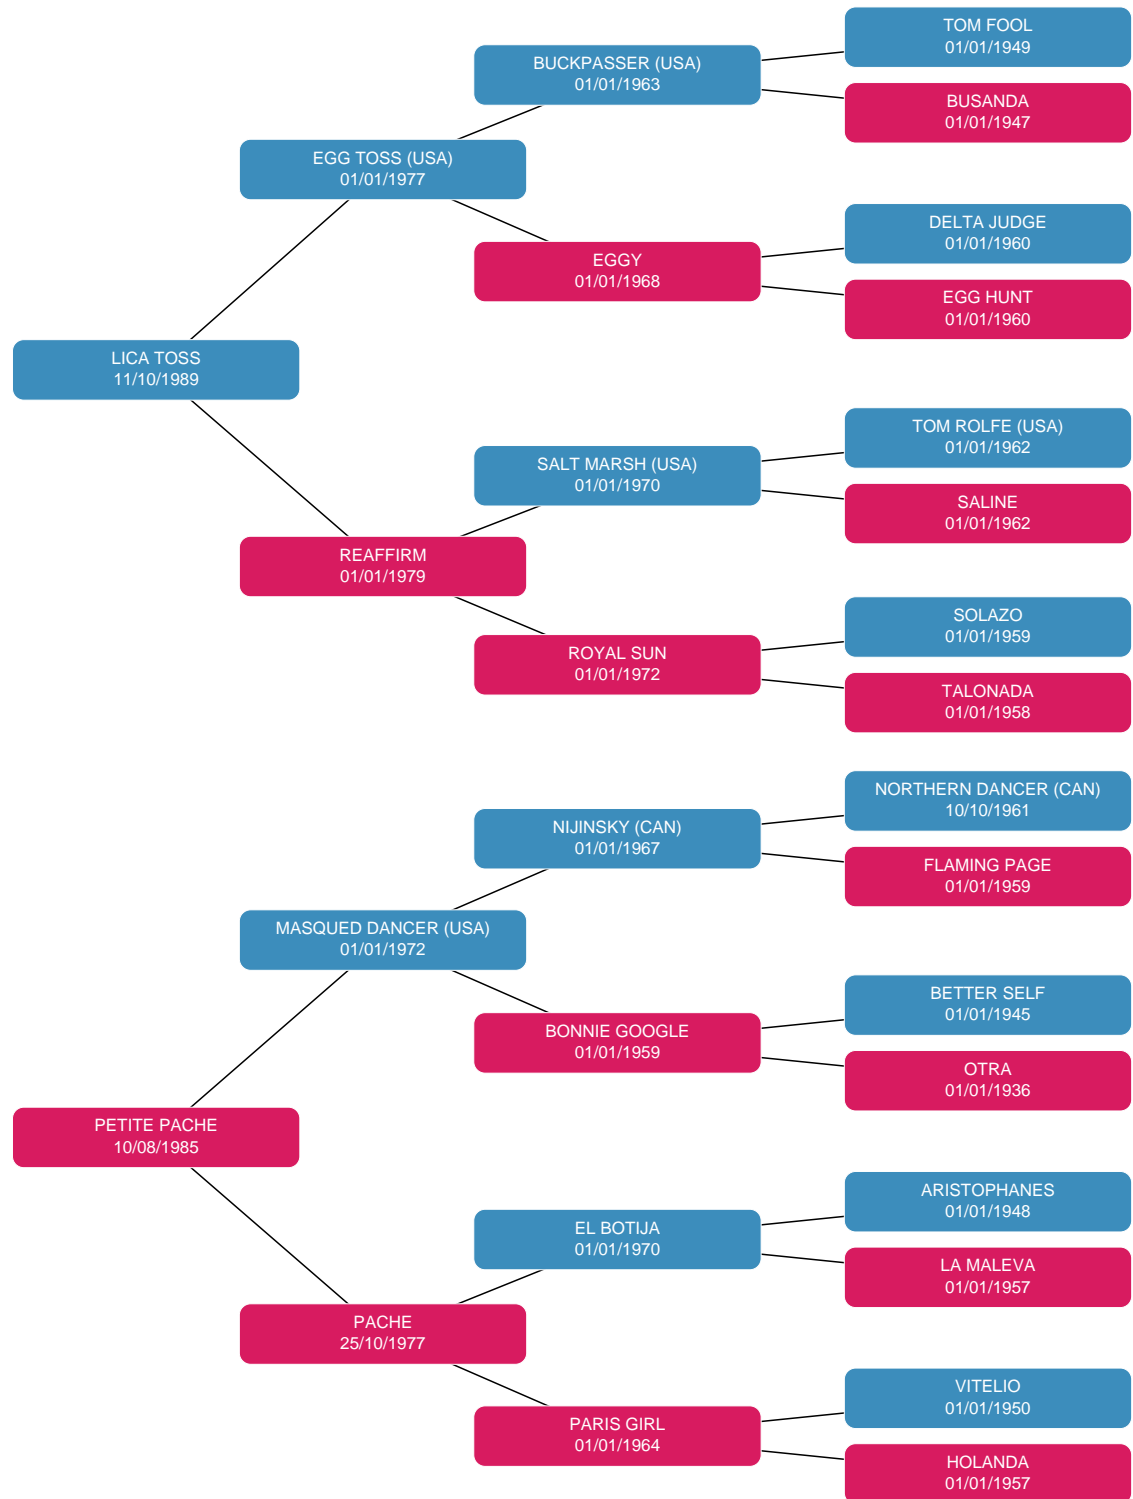 TOM FOOL
01/01/1949
BUCKPASSER (USA)
01/01/1963
BUSANDA
01/01/1947
EGG TOSS (USA)
01/01/1977
DELTA JUDGE
01/01/1960
EGGY
01/01/1968
EGG HUNT
01/01/1960
LICA TOSS
11/10/1989
TOM ROLFE (USA)
01/01/1962
SALT MARSH (USA)
01/01/1970
SALINE
01/01/1962
REAFFIRM
01/01/1979
SOLAZO
01/01/1959
ROYAL SUN
01/01/1972
TALONADA
01/01/1958
NORTHERN DANCER (CAN)
10/10/1961
NIJINSKY (CAN)
01/01/1967
FLAMING PAGE
01/01/1959
MASQUED DANCER (USA)
01/01/1972
BETTER SELF
01/01/1945
BONNIE GOOGLE
01/01/1959
OTRA
01/01/1936
PETITE PACHE
10/08/1985
ARISTOPHANES
01/01/1948
EL BOTIJA
01/01/1970
LA MALEVA
01/01/1957
PACHE
25/10/1977
VITELIO
01/01/1950
PARIS GIRL
01/01/1964
HOLANDA
01/01/1957